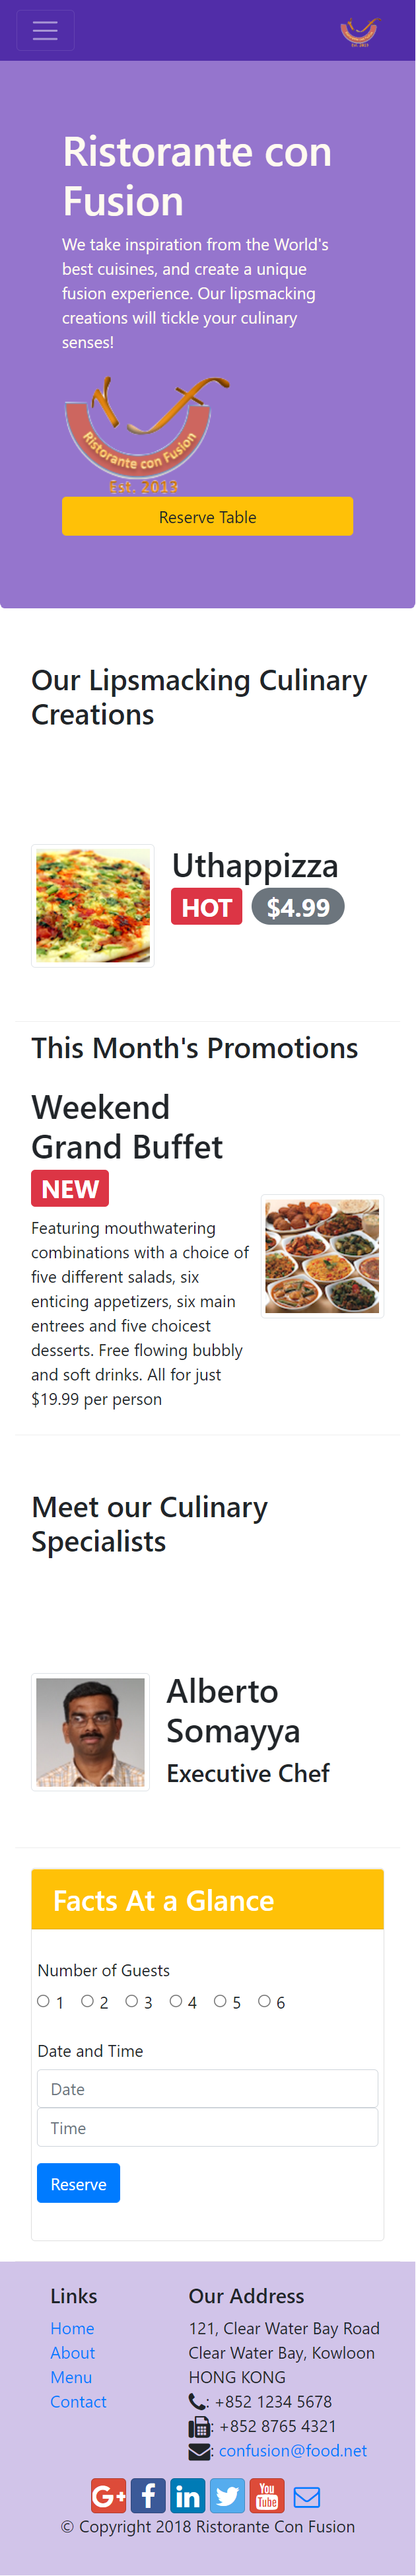 EST. 2013
Ristorante con
Fusion
We take inspiration from the World's
best cuisines, and create a unique
fusion experience. Our lipsmacking
creations will tickle your culinary
senses!
Ristorante con Fusion
Est. 2013
Reserve Table
Our Lipsmacking Culinary
Creations
Uthappizza
HOT $4.99
This Month's Promotions
Weekend
Grand Buffet
NEW
Featuring mouthwatering
combinations with a choice of
five different salads, six
enticing appetizers, six main
entrees and five choicest
desserts. Free flowing bubbly
and soft drinks. All for just
$19.99 per person
Meet our Culinary
Specialists
Alberto
Somayya
Executive Chef
Facts At a Glance
Number of Guests
1 2 3 4 5 6
Date and Time
Date
Time
Reserve
Links
Home
About
Menu
Contact
Our Address
121, Clear Water Bay Road
Clear Water Bay, Kowloon
HONG KONG
: +852 1234 5678
: +852 8765 4321
: confusion@food.net
G+ f in You Tube
© Copyright 2018 Ristorante Con Fusion